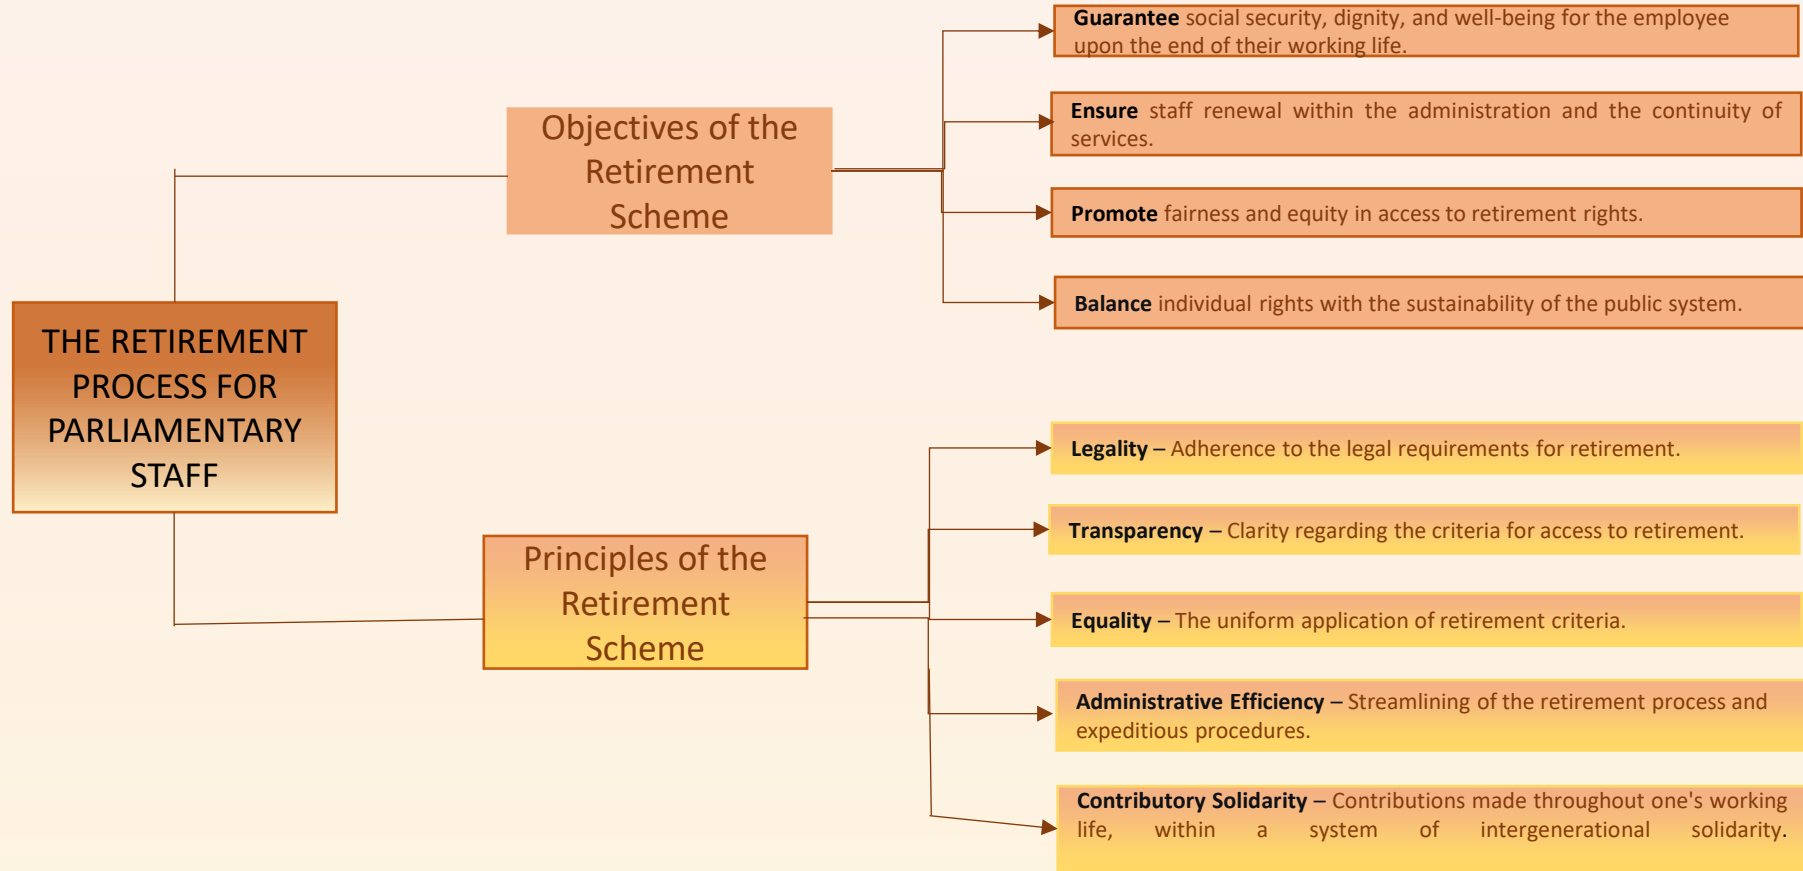 THE RETIREMENT
PROCESS FOR
PARLIAMENTARY
STAFF
Objectives of the
Retirement
Scheme
Guarantee social security, dignity, and well-being for the employee
upon the end of their working life.
Ensure staff renewal within the administration and the continuity of
services.
Promote fairness and equity in access to retirement rights.
Balance individual rights with the sustainability of the public system.
Principles of the
Retirement
Scheme
Legality – Adherence to the legal requirements for retirement.
Transparency – Clarity regarding the criteria for access to retirement.
Equality – The uniform application of retirement criteria.
Administrative Efficiency – Streamlining of the retirement process and
expeditious procedures.
Contributory Solidarity – Contributions made throughout one's working
life, within a system of intergenerational solidarity.